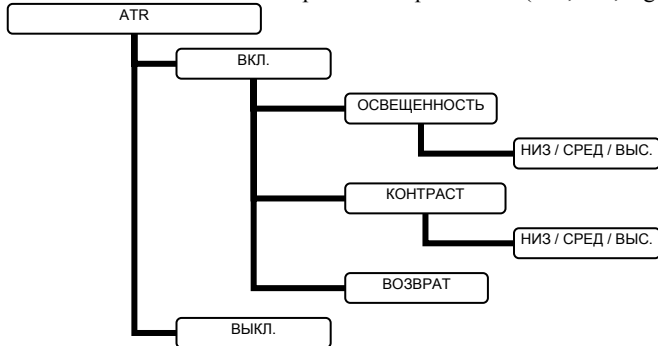 ATR
ВКЛ.
ОСВЕЩЕННОСТЬ
НИЗ / СРЕД / ВЫС.
КОНТРАСТ
НИЗ / СРЕД / ВЫС.
ВОЗВРАТ
ВЫКЛ.